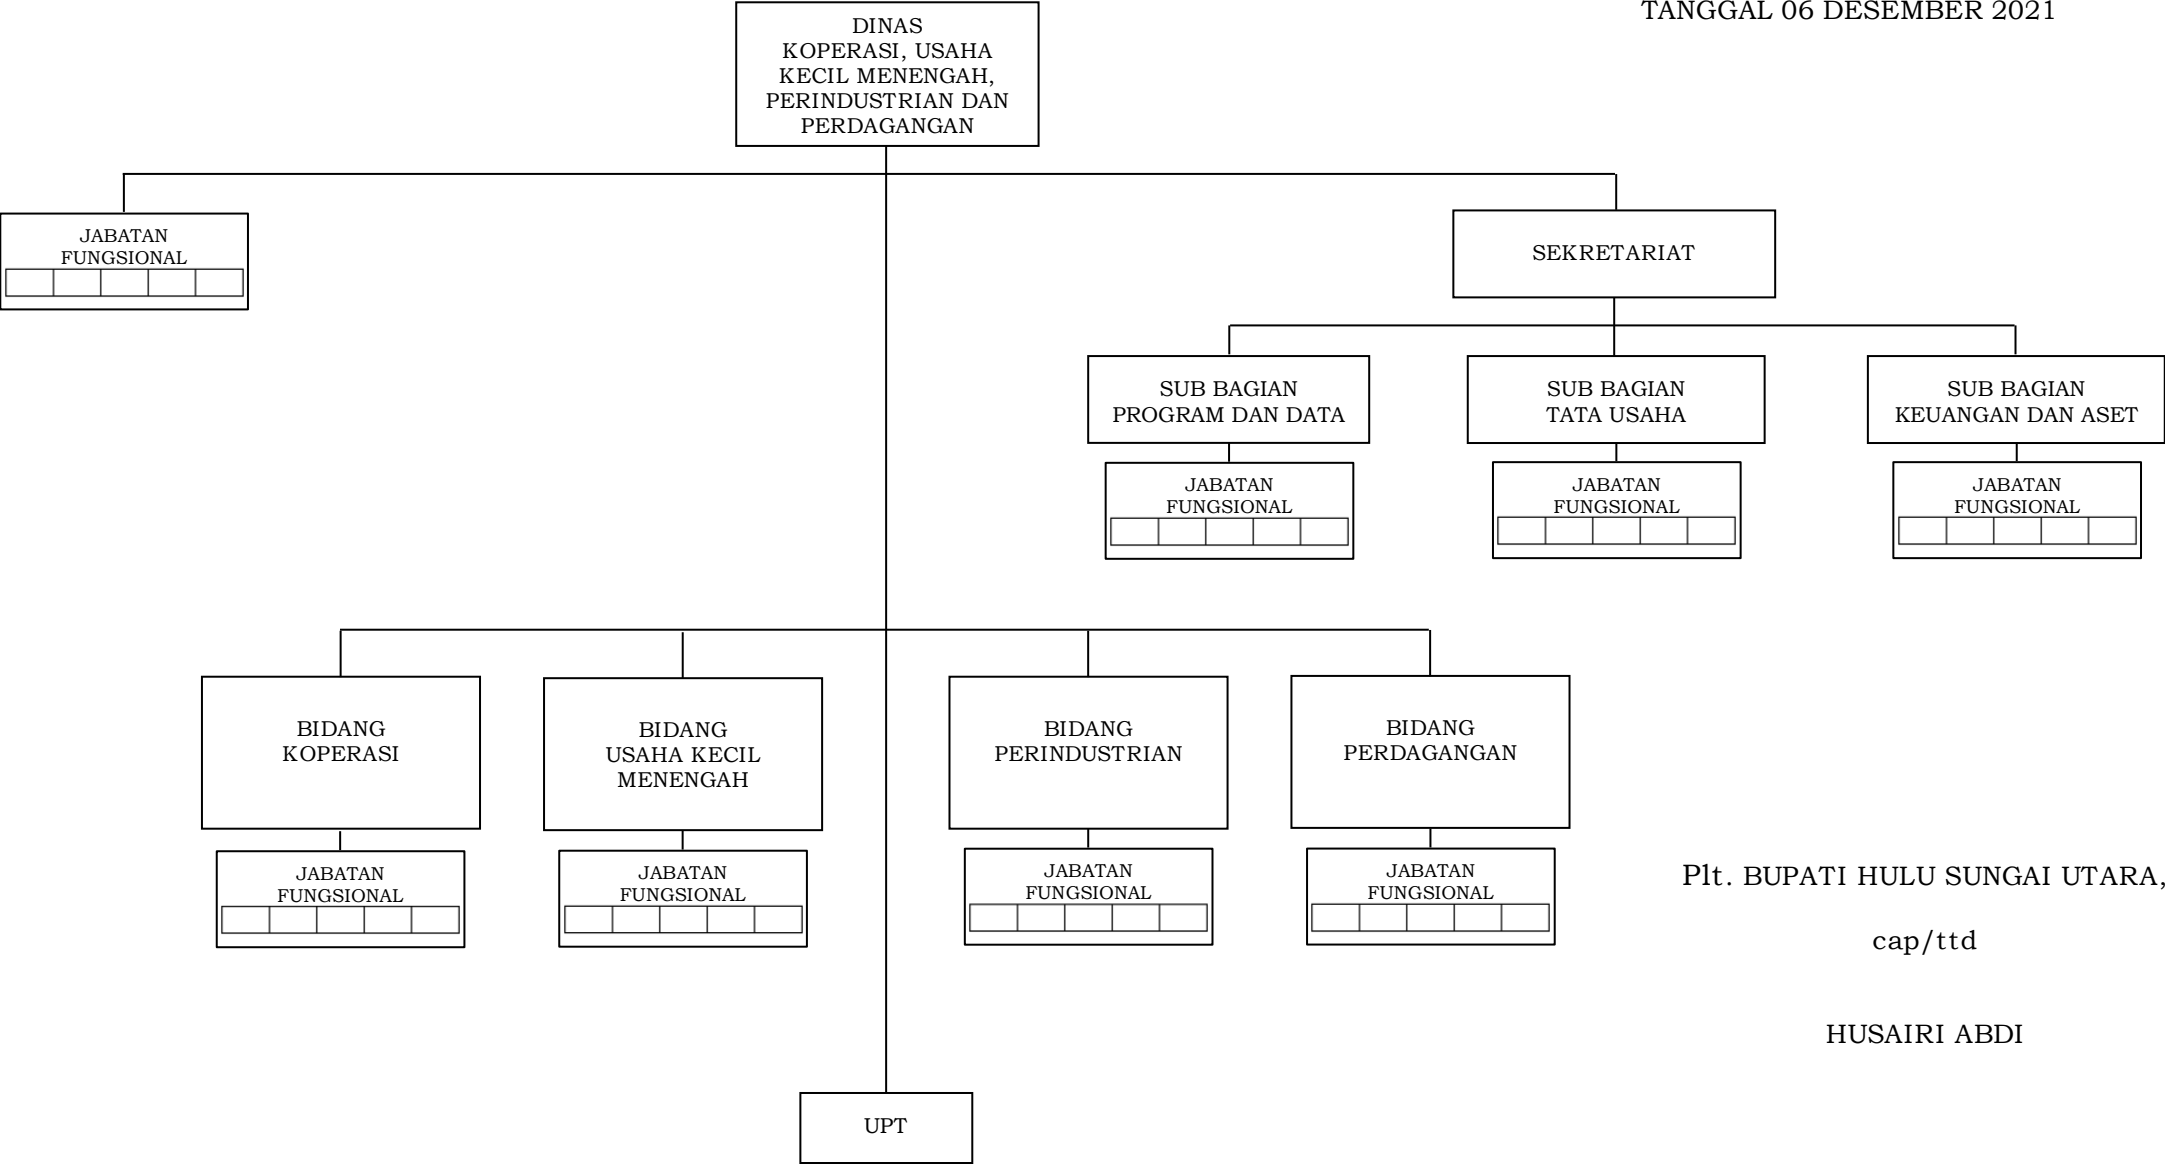 TANGGAL 06 DESEMBER 2021
DINAS
KOPERASI, USAHA
KECIL MENENGAH,
PERINDUSTRIAN DAN
PERDAGANGAN
JABATAN
FUNGSIONAL
SEKRETARIAT
SUB BAGIAN
PROGRAM DAN DATA
SUB BAGIAN
TATA USAHA
SUB BAGIAN
KEUANGAN DAN ASET
JABATAN
FUNGSIONAL
JABATAN
FUNGSIONAL
JABATAN
FUNGSIONAL
BIDANG
KOPERASI
BIDANG
USAHA KECIL
MENENGAH
BIDANG
PERINDUSTRIAN
BIDANG
PERDAGANGAN
JABATAN
FUNGSIONAL
JABATAN
FUNGSIONAL
JABATAN
FUNGSIONAL
JABATAN
FUNGSIONAL
Plt. BUPATI HULU SUNGAI UTARA,
cap/ttd
HUSAIRI ABDI
UPT